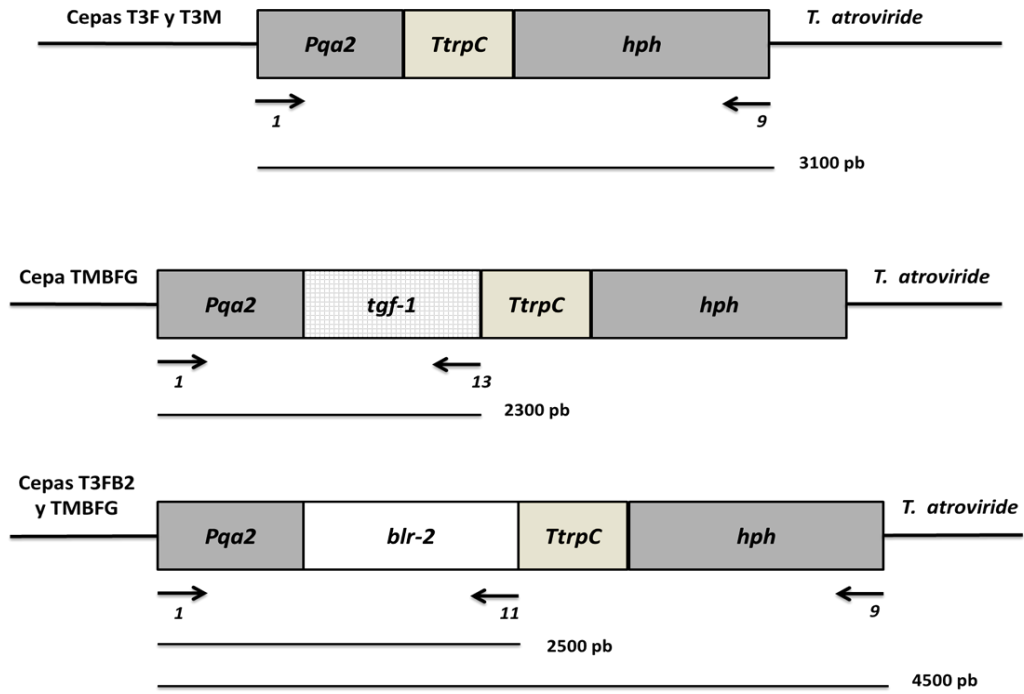 Cepas T3F y T3M
T. atroviride
Pqa2 TtrpC hph
1 9
3100 pb
Cepa TMBFG
T. atroviride
Pqa2 tgf-1 TtrpC hph
1 13
2300 pb
Cepas T3FB2
y TMBFG
T. atroviride
Pqa2 blr-2 TtrpC hph
1 11 9
2500 pb
4500 pb